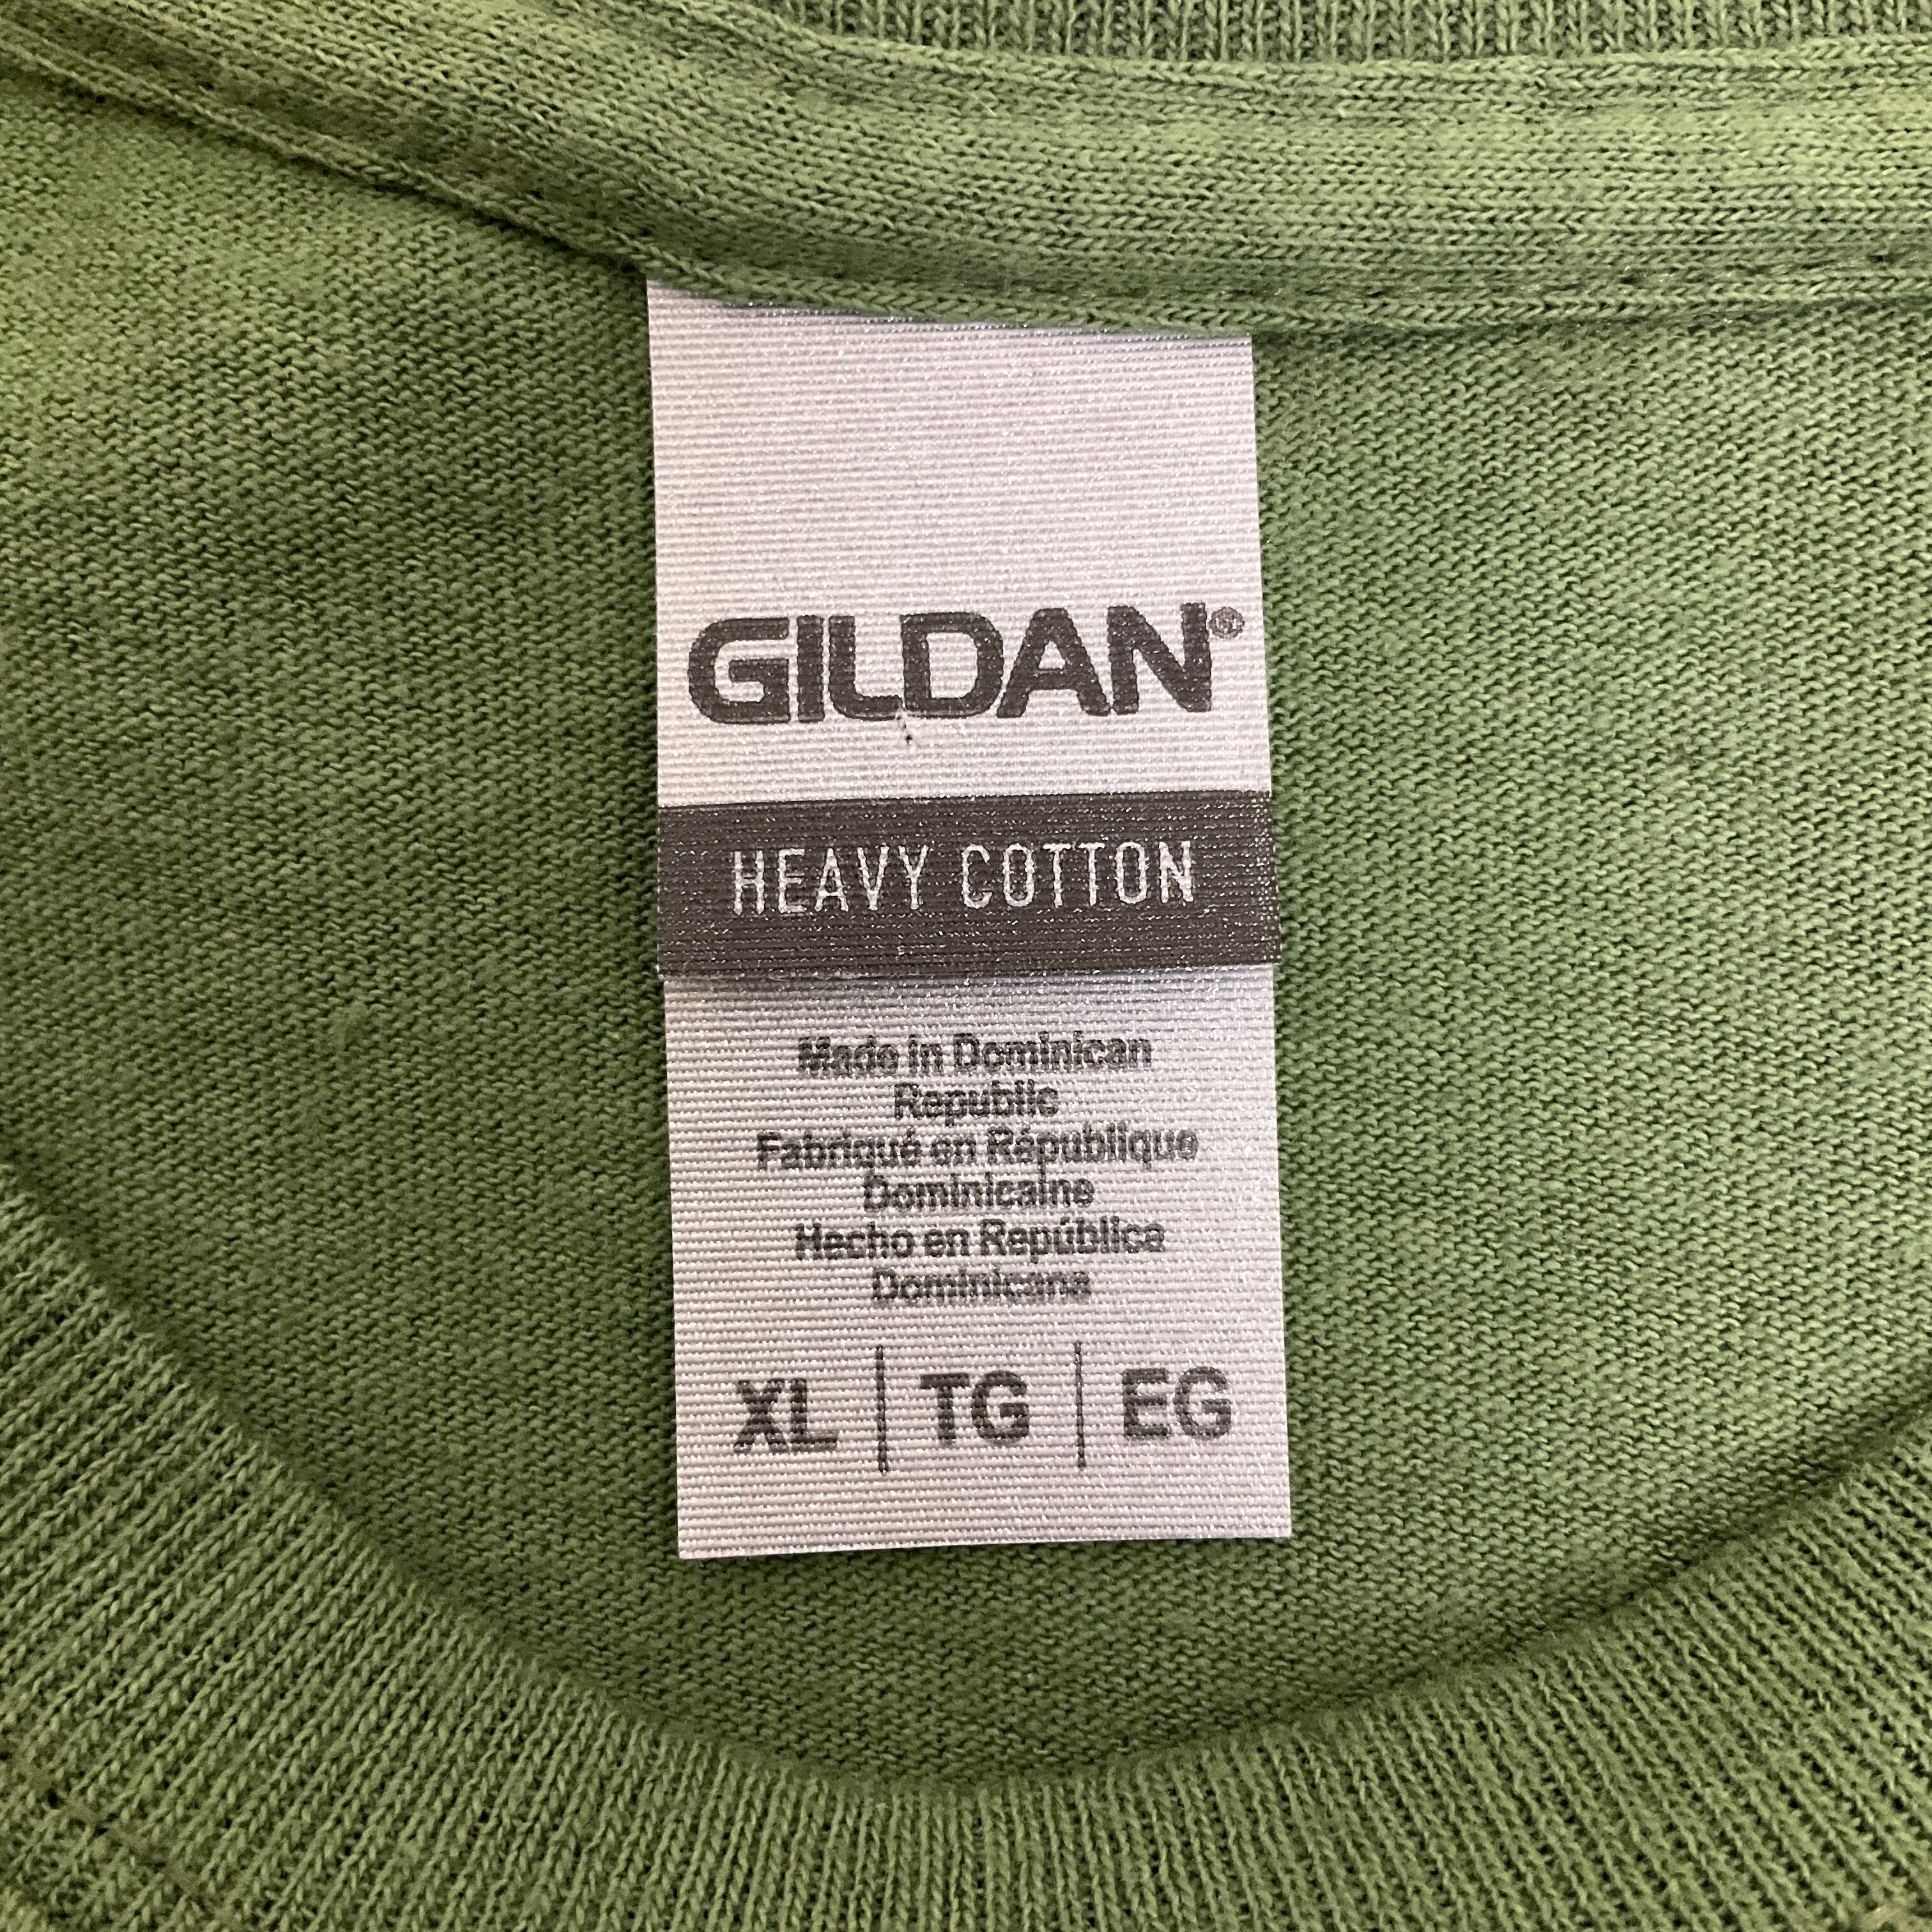 GILDAN®
HEAVY COTTON
Made in Dominican
Republic
Fabriqué en République
Dominicaine
Hecho en República
Dominicana
XL | TG | EG